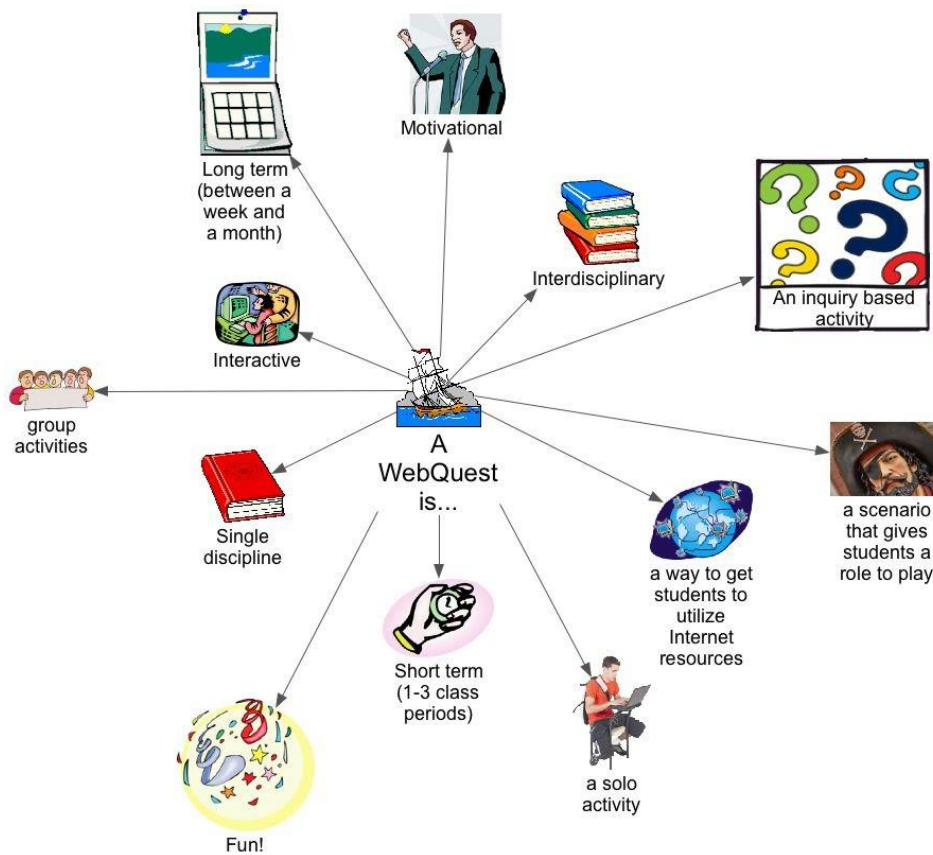 Motivational
Long term
(between a
week and
a month)
Interdisciplinary
An inquiry based
activity
Interactive
group
activities
A
WebQuest
is...
Single
discipline
a scenario
that gives
students a
role to play
a way to get
students to
utilize
Internet
resources
Short term
(1-3 class
periods)
a solo
activity
Fun!